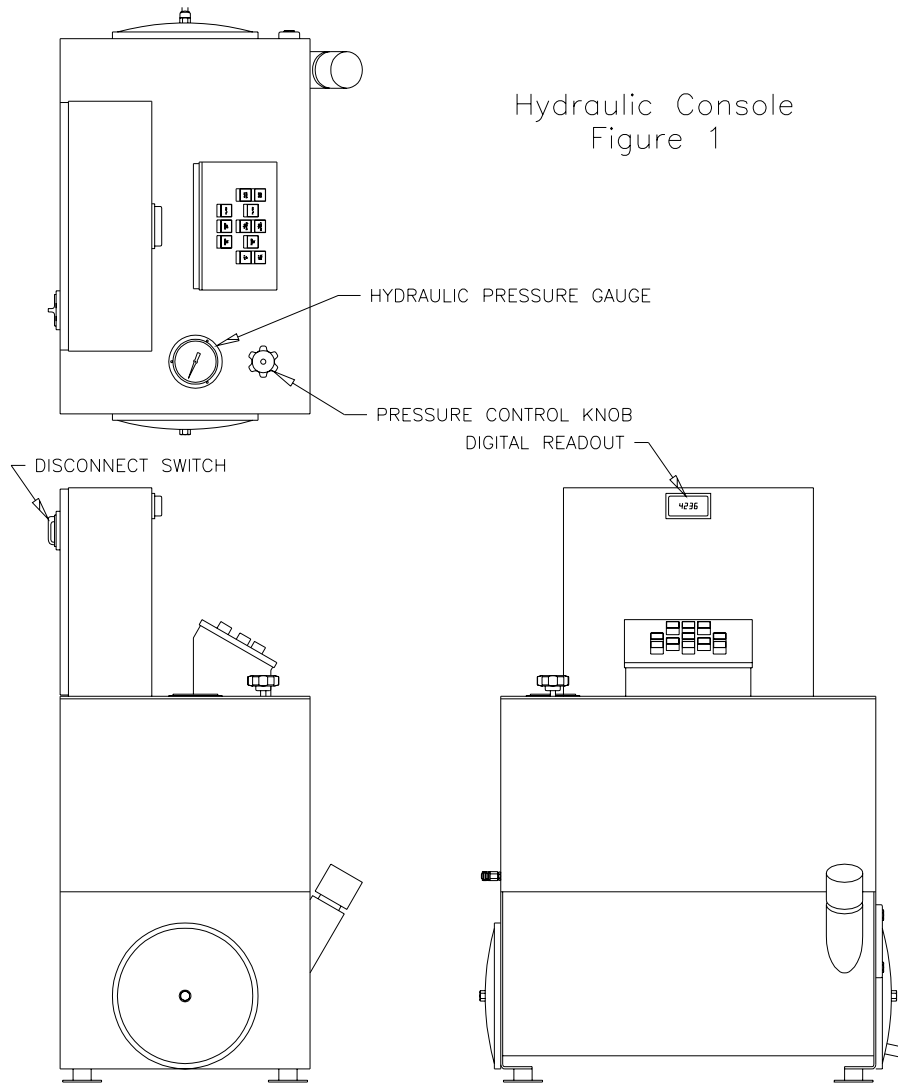 Hydraulic Console
Figure 1
HYDRAULIC PRESSURE GAUGE
PRESSURE CONTROL KNOB
DIGITAL READOUT
DISCONNECT SWITCH
4236